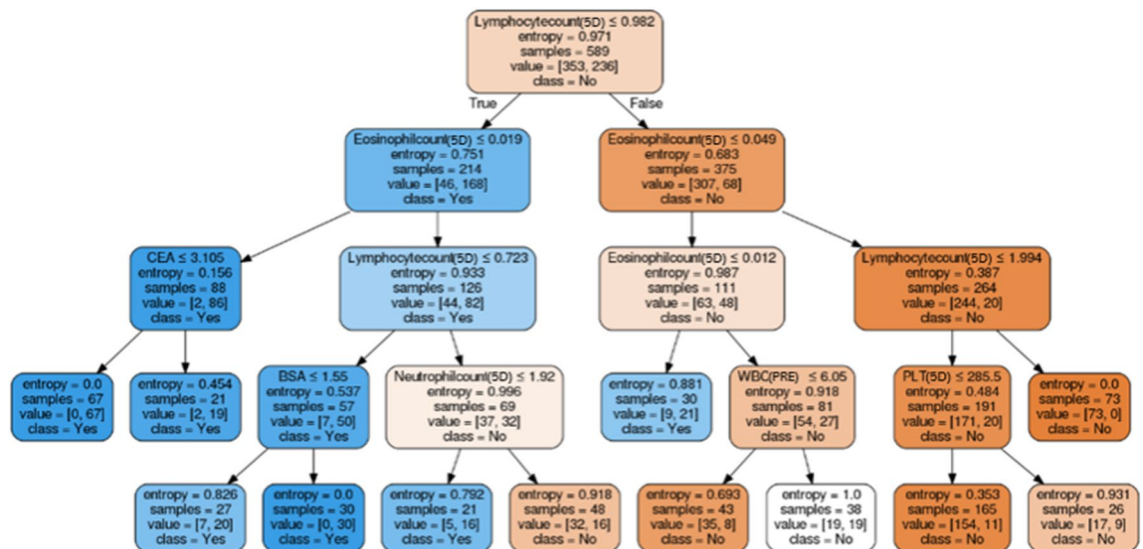 Lymphocytecount(5D) ≤ 0.982
entropy = 0.971
samples = 589
value = [353, 236]
class = No
True
False
Eosinophilcount(5D) ≤ 0.019
entropy = 0.751
samples = 214
value = [46, 168]
class = Yes
Eosinophilcount(5D) ≤ 0.049
entropy = 0.683
samples = 375
value = [307, 68]
class = No
CEA ≤ 3.105
entropy = 0.156
samples = 88
value = [2, 86]
class = Yes
Lymphocytecount(5D) ≤ 0.723
entropy = 0.933
samples = 126
value = [44, 82]
class = Yes
Eosinophilcount(5D) ≤ 0.012
entropy = 0.987
samples = 111
value = [63, 48]
class = No
Lymphocytecount(5D) ≤ 1.994
entropy = 0.387
samples = 264
value = [244, 20]
class = No
entropy = 0.0
samples = 67
value = [0, 67]
class = Yes
entropy = 0.454
samples = 21
value = [2, 19]
class = Yes
BSA ≤ 1.55
entropy = 0.537
samples = 57
value = [7, 50]
class = Yes
Neutrophilcount(5D) ≤ 1.92
entropy = 0.996
samples = 69
value = [37, 32]
class = No
entropy = 0.881
samples = 30
value = [9, 21]
class = Yes
WBC(PRE) ≤ 6.05
entropy = 0.918
samples = 81
value = [54, 27]
class = No
PLT(5D) ≤ 285.5
entropy = 0.484
samples = 191
value = [171, 20]
class = No
entropy = 0.0
samples = 73
value = [73, 0]
class = No
entropy = 0.826
samples = 27
value = [7, 20]
class = Yes
entropy = 0.0
samples = 30
value = [0, 30]
class = Yes
entropy = 0.792
samples = 21
value = [5, 16]
class = Yes
entropy = 0.918
samples = 48
value = [32, 16]
class = No
entropy = 0.693
samples = 43
value = [35, 8]
class = No
entropy = 1.0
samples = 38
value = [19, 19]
class = No
entropy = 0.353
samples = 165
value = [154, 11]
class = No
entropy = 0.931
samples = 26
value = [17, 9]
class = No